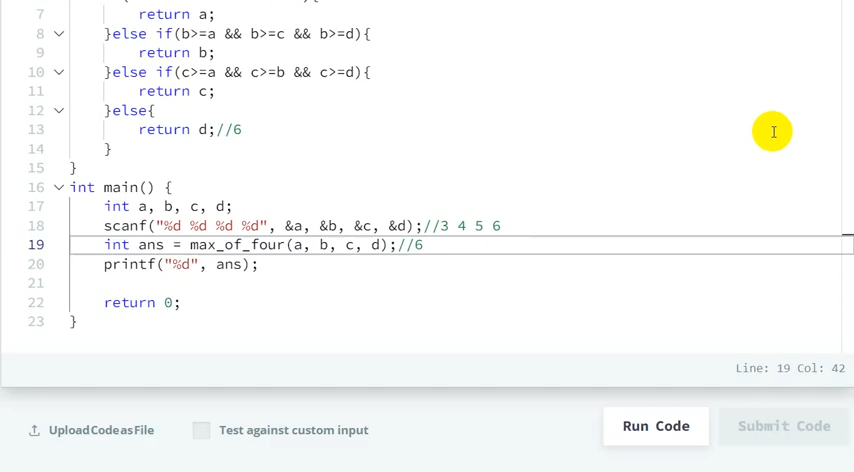 7 return a;
8 }else if(b>=a && b>=c && b>=d){
9 return b;
10 }else if(c>=a && c>=b && c>=d){
11 return c;
12 }else{
13 return d;//6
14 }
15 }
16 int main() {
17 int a, b, c, d;
18 scanf("%d %d %d %d", &a, &b, &c, &d);//3 4 5 6
19 int ans = max_of_four(a, b, c, d);//6
20 printf("%d", ans);
21
22 return 0;
23 }
Line: 19 Col: 42
Upload Code as File Test against custom input Run Code Submit Code